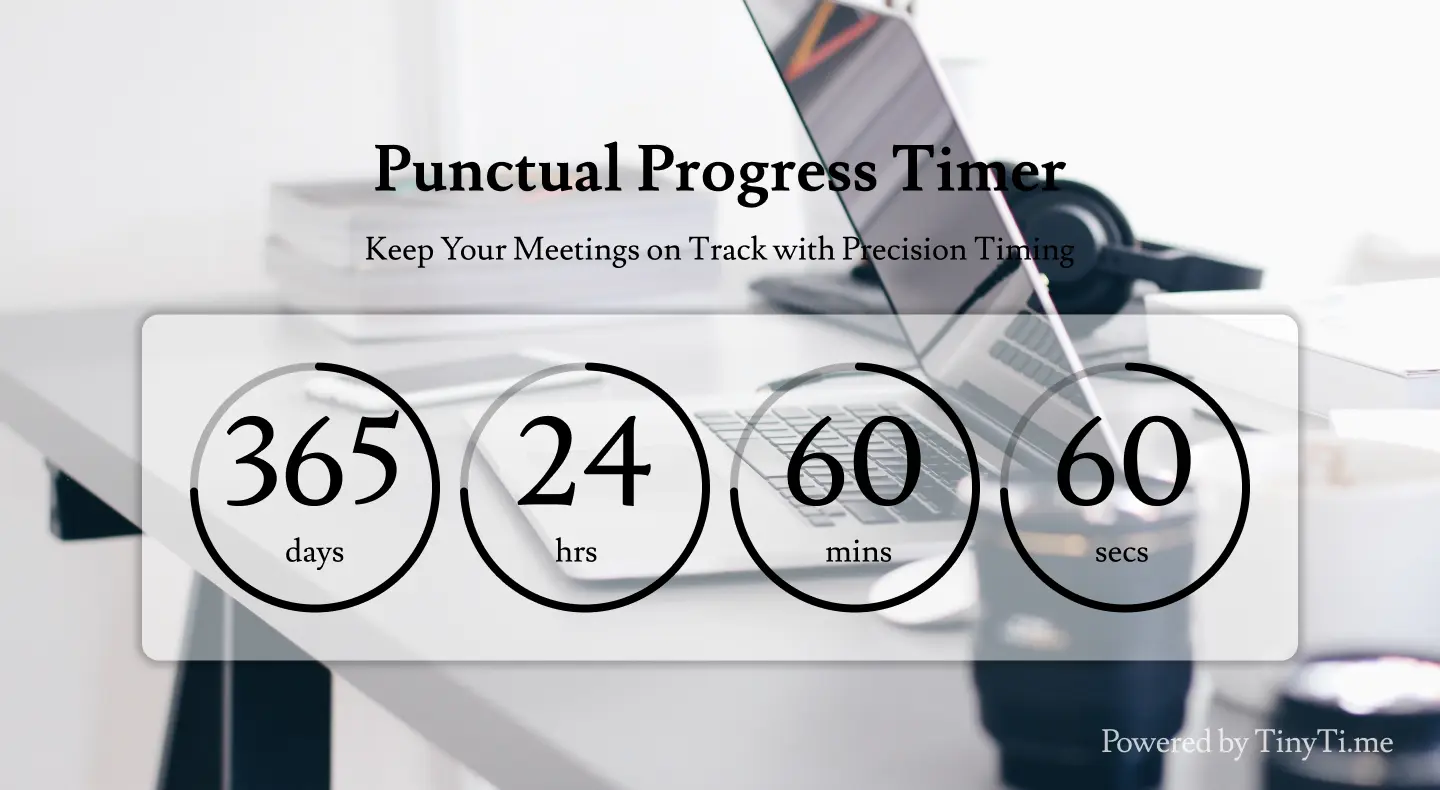 Punctual Progress Timer
Keep Your Meetings on Track with Precision Timing
365 24 60 60
days hrs mins secs
Powered by TinyTi.me